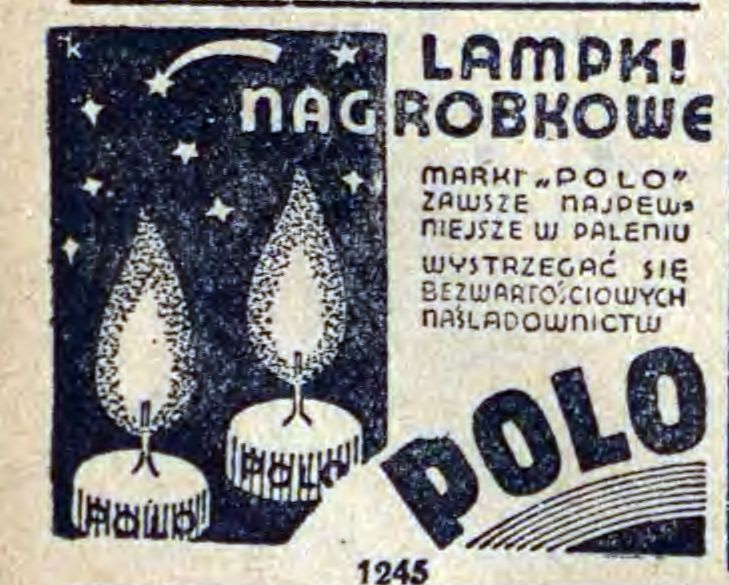 k
LAMPKI
NAGROBKOWE
MARKI „POLO”
ZAWSZE NAJPEW-
NIEJSZE W PALENIU
WYSTRZEGAĆ SIĘ
BEZWARTOŚCIOWYCH
NAŚLADOWNICTW
POLO
POLO
POLO
1245